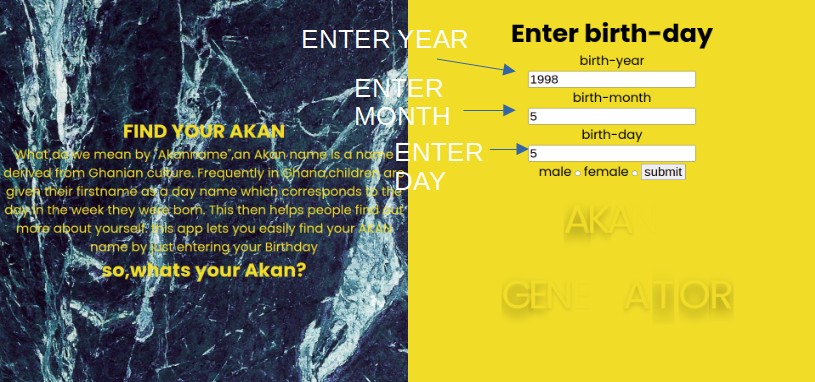 ENTER YEAR
ENTER
MONTH
ENTER
DAY
FIND YOUR AKAN
What do we mean by "Akanname",an Akan name is a name
derived from Ghanian culture. Frequently in Ghana,children are
given their firstname as a day name which corresponds to the
day in the week they were born. This then helps people find out
more about yourself. this app lets you easily find your AKAN
name by just entering your Birthday
so,whats your Akan?
Enter birth-day
birth-year
1998
birth-month
5
birth-day
5
male female submit
AKA
GEN ATOR